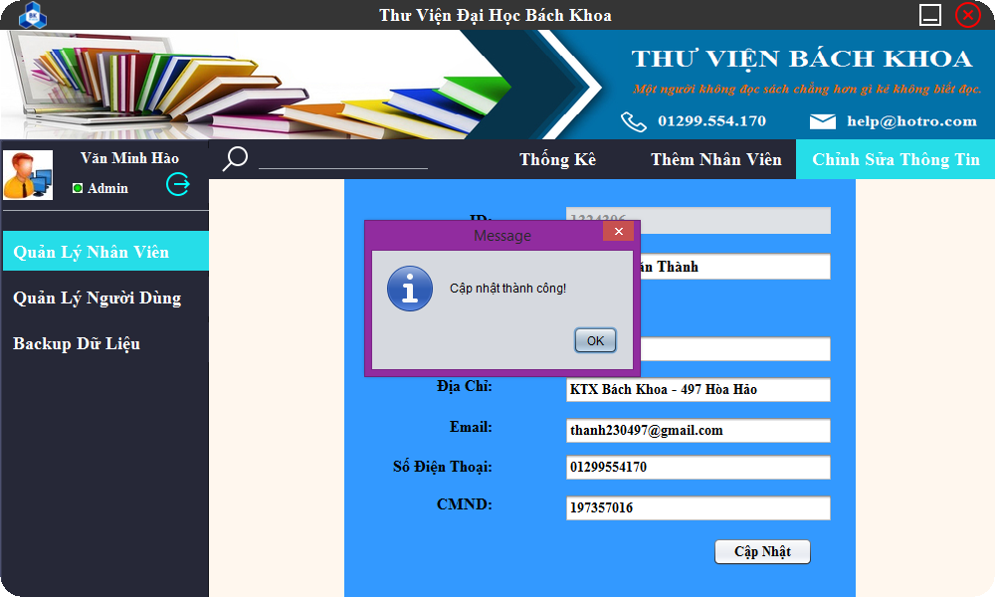 BK
Thư Viện Đại Học Bách Khoa
THƯ VIỆN BÁCH KHOA
Một người không đọc sách chẳng hơn gì kẻ không biết đọc.
01299.554.170
help@hotro.com
Văn Minh Hào
Admin
Thống Kê
Thêm Nhân Viên
Chỉnh Sửa Thông Tin
Quản Lý Nhân Viên
Quản Lý Người Dùng
Backup Dữ Liệu
ID:
Message
Thành
Cập nhật thành công!
OK
Địa Chỉ:
KTX Bách Khoa - 497 Hòa Hảo
Email:
thanh230497@gmail.com
Số Điện Thoại:
01299554170
CMND:
197357016
Cập Nhật